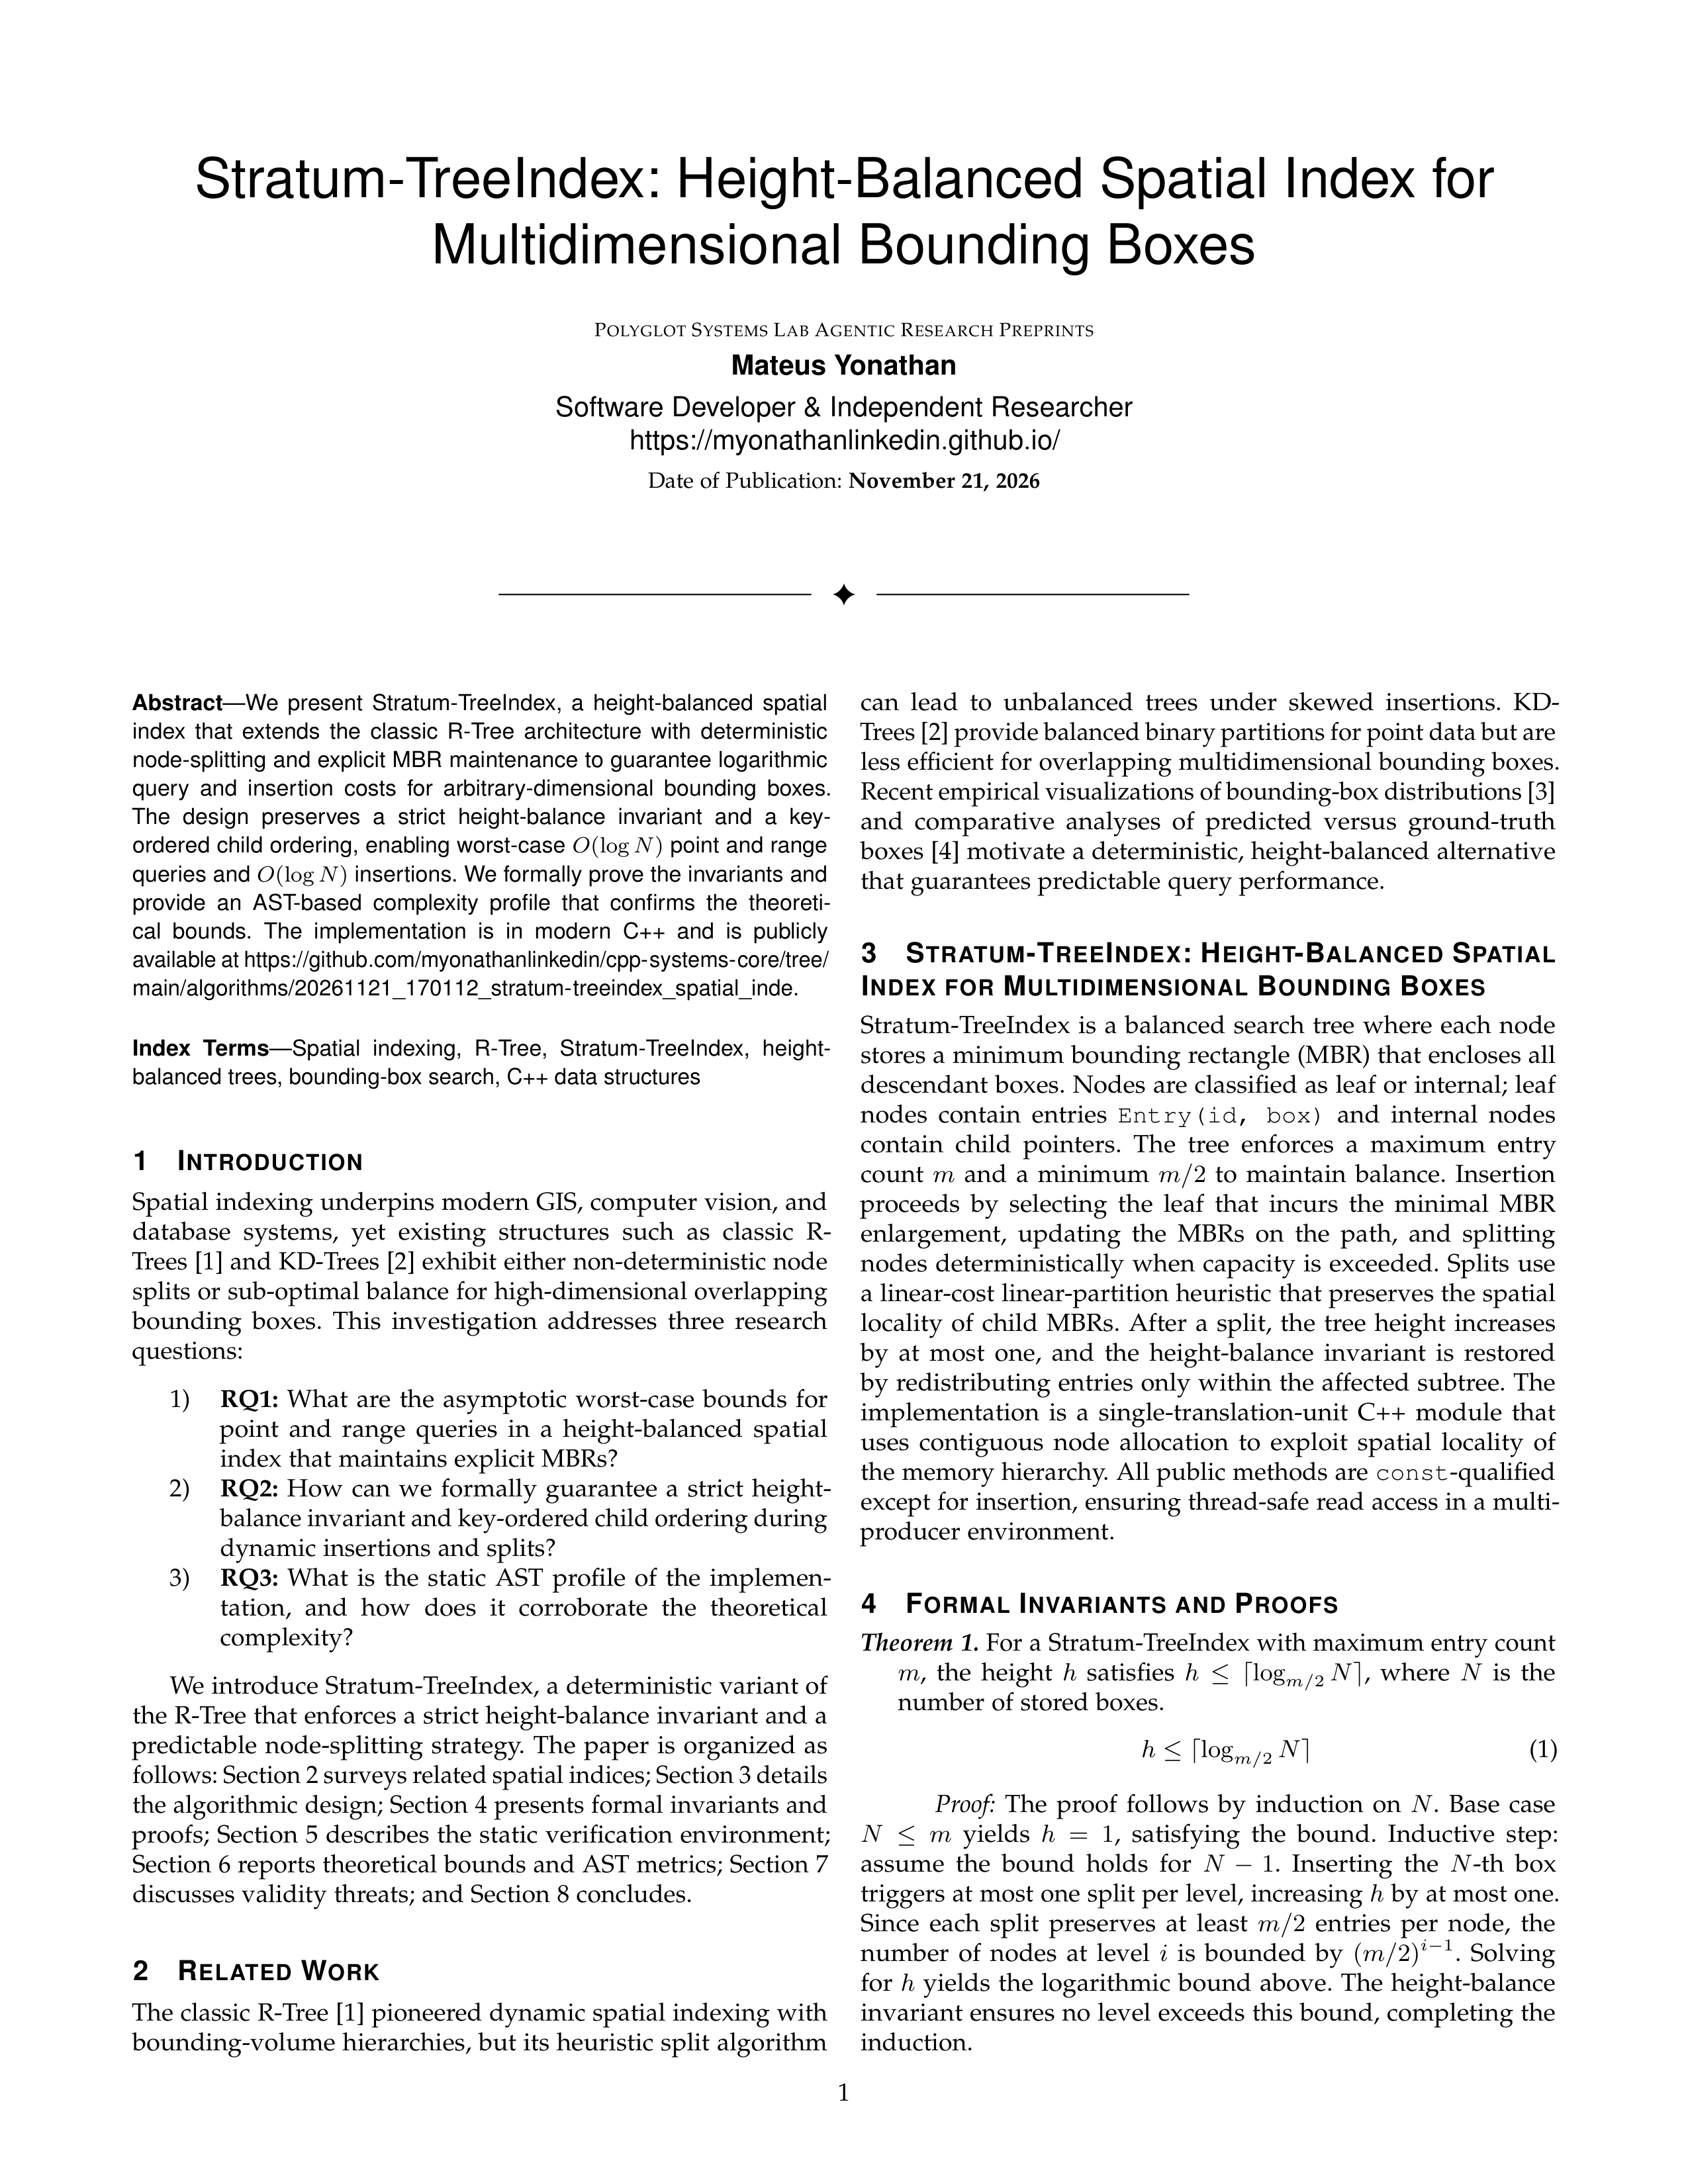 Stratum-TreeIndex: Height-Balanced Spatial Index for
Multidimensional Bounding Boxes
POLYGLOT SYSTEMS LAB AGENTIC RESEARCH PREPRINTS
Mateus Yonathan
Software Developer & Independent Researcher
https://myonathanlinkedin.github.io/
Date of Publication: November 21, 2026
Abstract—We present Stratum-TreeIndex, a height-balanced spatial
index that extends the classic R-Tree architecture with deterministic
node-splitting and explicit MBR maintenance to guarantee logarithmic
query and insertion costs for arbitrary-dimensional bounding boxes.
The design preserves a strict height-balance invariant and a key-
ordered child ordering, enabling worst-case O(log N) point and range
queries and O(log N) insertions. We formally prove the invariants and
provide an AST-based complexity profile that confirms the theoreti-
cal bounds. The implementation is in modern C++ and is publicly
available at https://github.com/myonathanlinkedin/cpp-systems-core/tree/
main/algorithms/20261121_170112_stratum-treeindex_spatial_inde.
Index Terms—Spatial indexing, R-Tree, Stratum-TreeIndex, height-
balanced trees, bounding-box search, C++ data structures
1 INTRODUCTION
Spatial indexing underpins modern GIS, computer vision, and
database systems, yet existing structures such as classic R-
Trees [1] and KD-Trees [2] exhibit either non-deterministic node
splits or sub-optimal balance for high-dimensional overlapping
bounding boxes. This investigation addresses three research
questions:
1) RQ1: What are the asymptotic worst-case bounds for
point and range queries in a height-balanced spatial
index that maintains explicit MBRs?
2) RQ2: How can we formally guarantee a strict height-
balance invariant and key-ordered child ordering during
dynamic insertions and splits?
3) RQ3: What is the static AST profile of the implemen-
tation, and how does it corroborate the theoretical
complexity?
We introduce Stratum-TreeIndex, a deterministic variant of
the R-Tree that enforces a strict height-balance invariant and a
predictable node-splitting strategy. The paper is organized as
follows: Section 2 surveys related spatial indices; Section 3 details
the algorithmic design; Section 4 presents formal invariants and
proofs; Section 5 describes the static verification environment;
Section 6 reports theoretical bounds and AST metrics; Section 7
discusses validity threats; and Section 8 concludes.
2 RELATED WORK
The classic R-Tree [1] pioneered dynamic spatial indexing with
bounding-volume hierarchies, but its heuristic split algorithm
can lead to unbalanced trees under skewed insertions. KD-
Trees [2] provide balanced binary partitions for point data but are
less efficient for overlapping multidimensional bounding boxes.
Recent empirical visualizations of bounding-box distributions [3]
and comparative analyses of predicted versus ground-truth
boxes [4] motivate a deterministic, height-balanced alternative
that guarantees predictable query performance.
3 STRATUM-TREEINDEX: HEIGHT-BALANCED SPATIAL
INDEX FOR MULTIDIMENSIONAL BOUNDING BOXES
Stratum-TreeIndex is a balanced search tree where each node
stores a minimum bounding rectangle (MBR) that encloses all
descendant boxes. Nodes are classified as leaf or internal; leaf
nodes contain entries Entry(id, box) and internal nodes
contain child pointers. The tree enforces a maximum entry
count m and a minimum m/2 to maintain balance. Insertion
proceeds by selecting the leaf that incurs the minimal MBR
enlargement, updating the MBRs on the path, and splitting
nodes deterministically when capacity is exceeded. Splits use
a linear-cost linear-partition heuristic that preserves the spatial
locality of child MBRs. After a split, the tree height increases
by at most one, and the height-balance invariant is restored
by redistributing entries only within the affected subtree. The
implementation is a single-translation-unit C++ module that
uses contiguous node allocation to exploit spatial locality of
the memory hierarchy. All public methods are const-qualified
except for insertion, ensuring thread-safe read access in a multi-
producer environment.
4 FORMAL INVARIANTS AND PROOFS
Theorem 1. For a Stratum-TreeIndex with maximum entry count
m, the height h satisfies h ≤ ⌈log_{m/2} N⌉, where N is the
number of stored boxes.
h ≤ ⌈log_{m/2} N⌉ (1)
Proof: The proof follows by induction on N. Base case
N ≤ m yields h = 1, satisfying the bound. Inductive step:
assume the bound holds for N − 1. Inserting the N-th box
triggers at most one split per level, increasing h by at most one.
Since each split preserves at least m/2 entries per node, the
number of nodes at level i is bounded by (m/2)^{i−1}. Solving
for h yields the logarithmic bound above. The height-balance
invariant ensures no level exceeds this bound, completing the
induction.
1